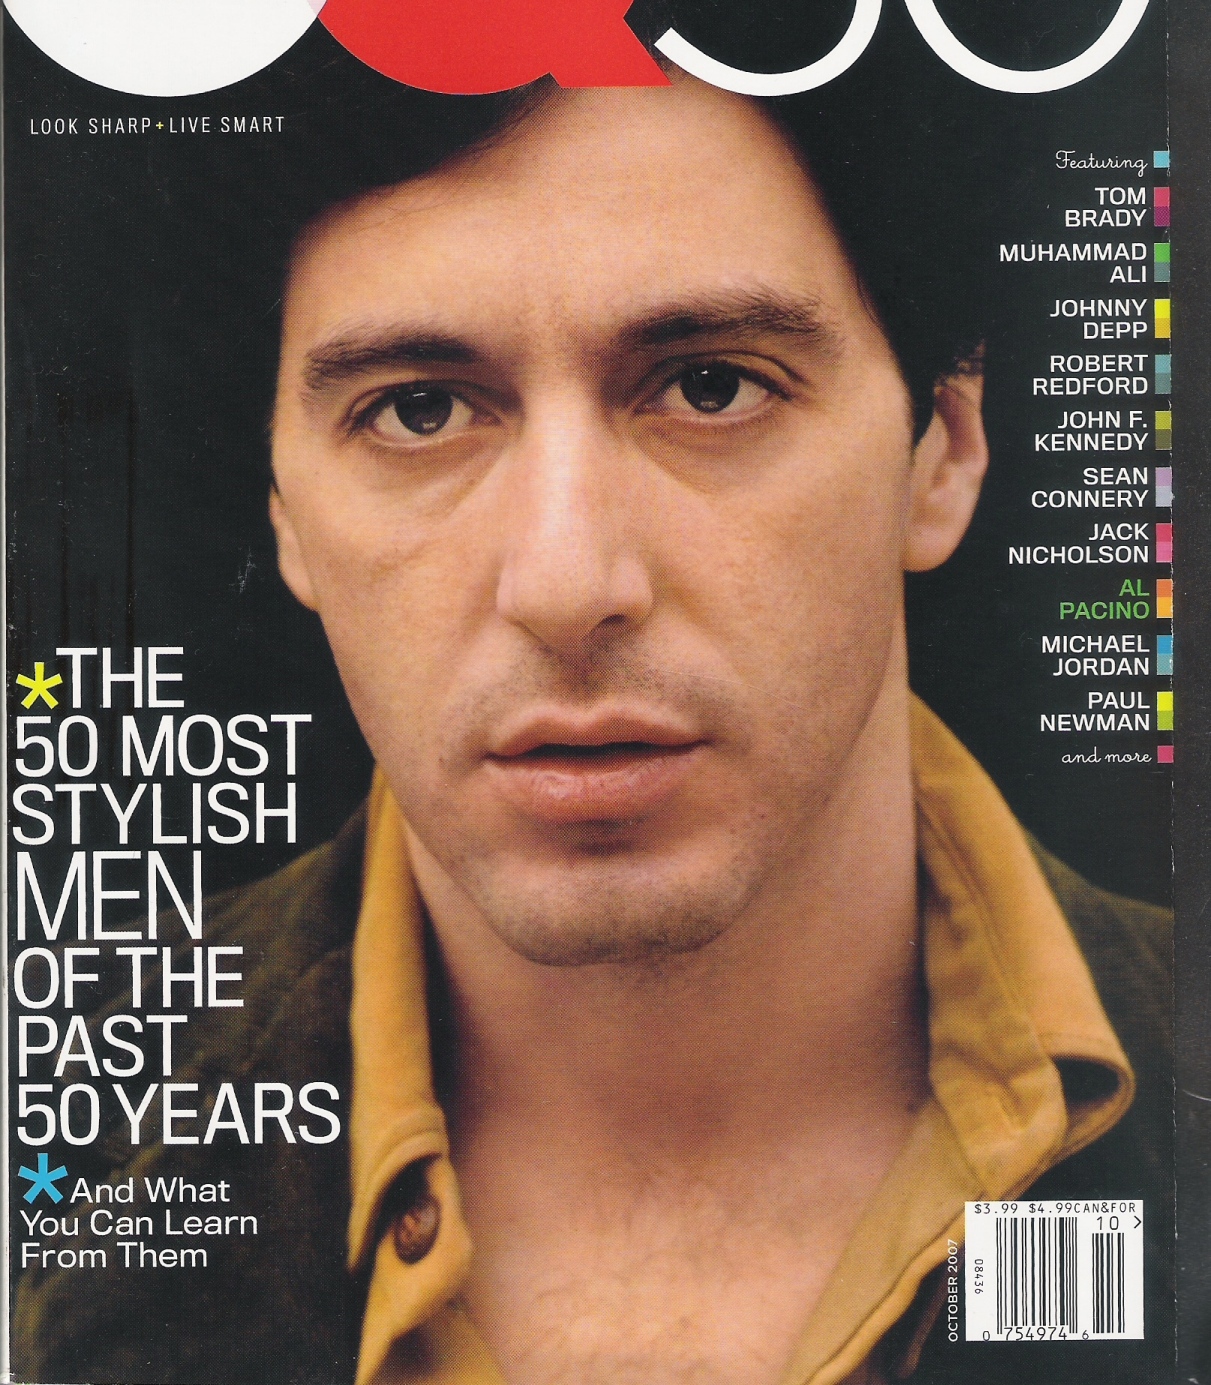 GQ50
LOOK SHARP+LIVE SMART
Featuring
TOM
BRADY
MUHAMMAD
ALI
JOHNNY
DEPP
ROBERT
REDFORD
JOHN F.
KENNEDY
SEAN
CONNERY
JACK
NICHOLSON
AL
PACINO
MICHAEL
JORDAN
PAUL
NEWMAN
and more
*THE
50 MOST
STYLISH
MEN
OF THE
PAST
50 YEARS
*And What
You Can Learn
From Them
OCTOBER 2007
$3.99 $4.99CAN&FOR
10 >
08436
0 754974 6